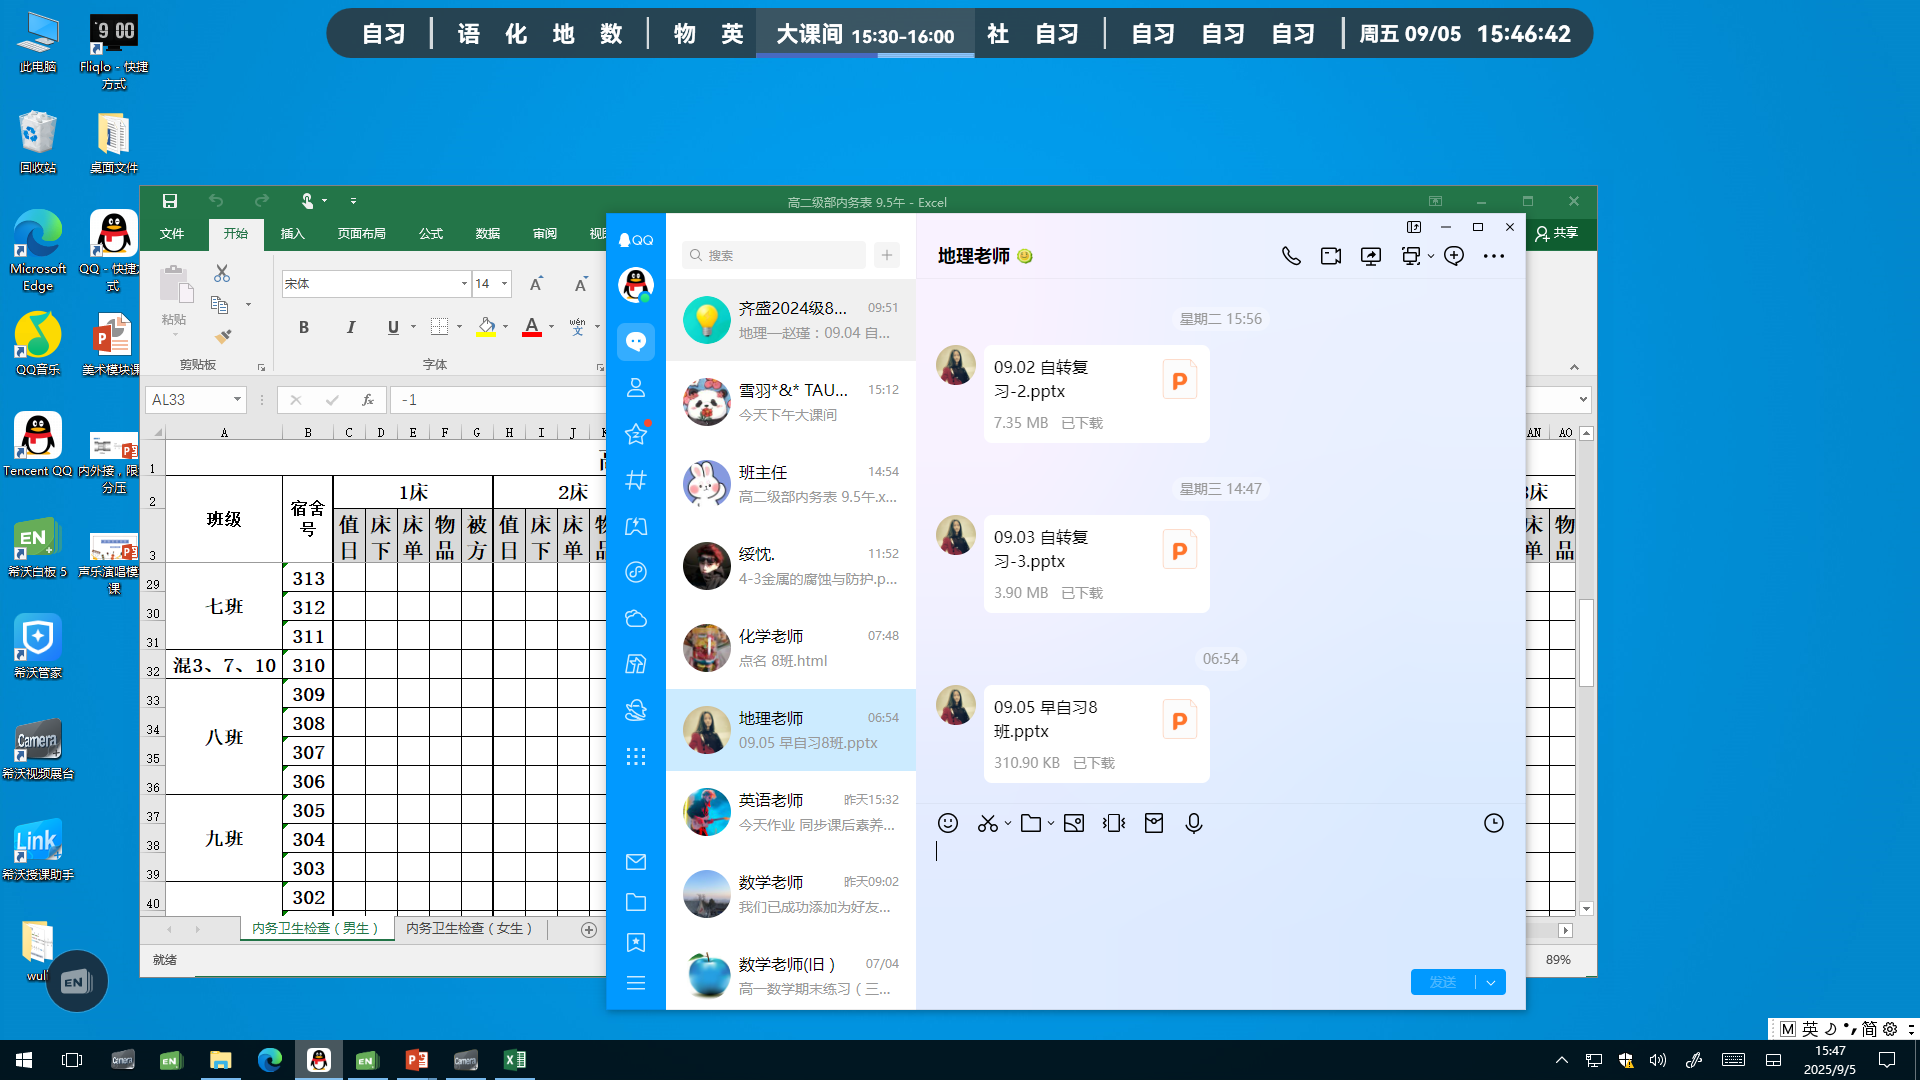 自习 语 化 地 数 物 英 大课间 15:30-16:00 社 自习 自习 自习 自习 周五 09/05 15:46:42
此电脑
Fliqlo - 快捷方式
回收站
桌面文件
Microsoft Edge
QQ - 快捷方式
QQ音乐
美术模块课
Tencent QQ
内外接，限
分压
希沃白板 5
声乐演唱模
课
希沃管家
Camera
希沃视频展台
Link
希沃授课助手
wuli
EN
高二级部内务表 9.5午 - Excel
文件 开始 插入 页面布局 公式 数据 审阅 视图
共享
粘贴
宋体 14
B I U A wén 文
剪贴板 字体
AL33 fx -1
A B C D E F G H I J K AN AO
1
2 班级 宿舍号 1床 2床
3 值日 床下 床单 物品 被方 值日 床下 床单 物品 床单 物品
29 七班 313
30 312
31 311
32 混3、7、10 310
33 八班 309
34 308
35 307
36 306
37 九班 305
38 304
39 303
40 302
内务卫生检查（男生） 内务卫生检查（女生）
就绪
89%
QQ
搜索
齐盛2024级8... 09:51
地理—赵瑾：09.04 自...
雪羽*&* TAU... 15:12
今天下午大课间
班主任 14:54
高二级部内务表 9.5午.x...
绥忱. 11:52
4-3金属的腐蚀与防护.p...
化学老师 07:48
点名 8班.html
地理老师 06:54
09.05 早自习8班.pptx
英语老师 昨天15:32
今天作业 同步课后素养...
数学老师 昨天09:02
我们已成功添加为好友...
数学老师(旧 ) 07/04
高一数学期末练习（三...
地理老师
星期二 15:56
09.02 自转复
习-2.pptx
P
7.35 MB 已下载
星期三 14:47
09.03 自转复
习-3.pptx
P
3.90 MB 已下载
06:54
09.05 早自习8
班.pptx
P
310.90 KB 已下载
发送
M 英 简
15:47
2025/9/5